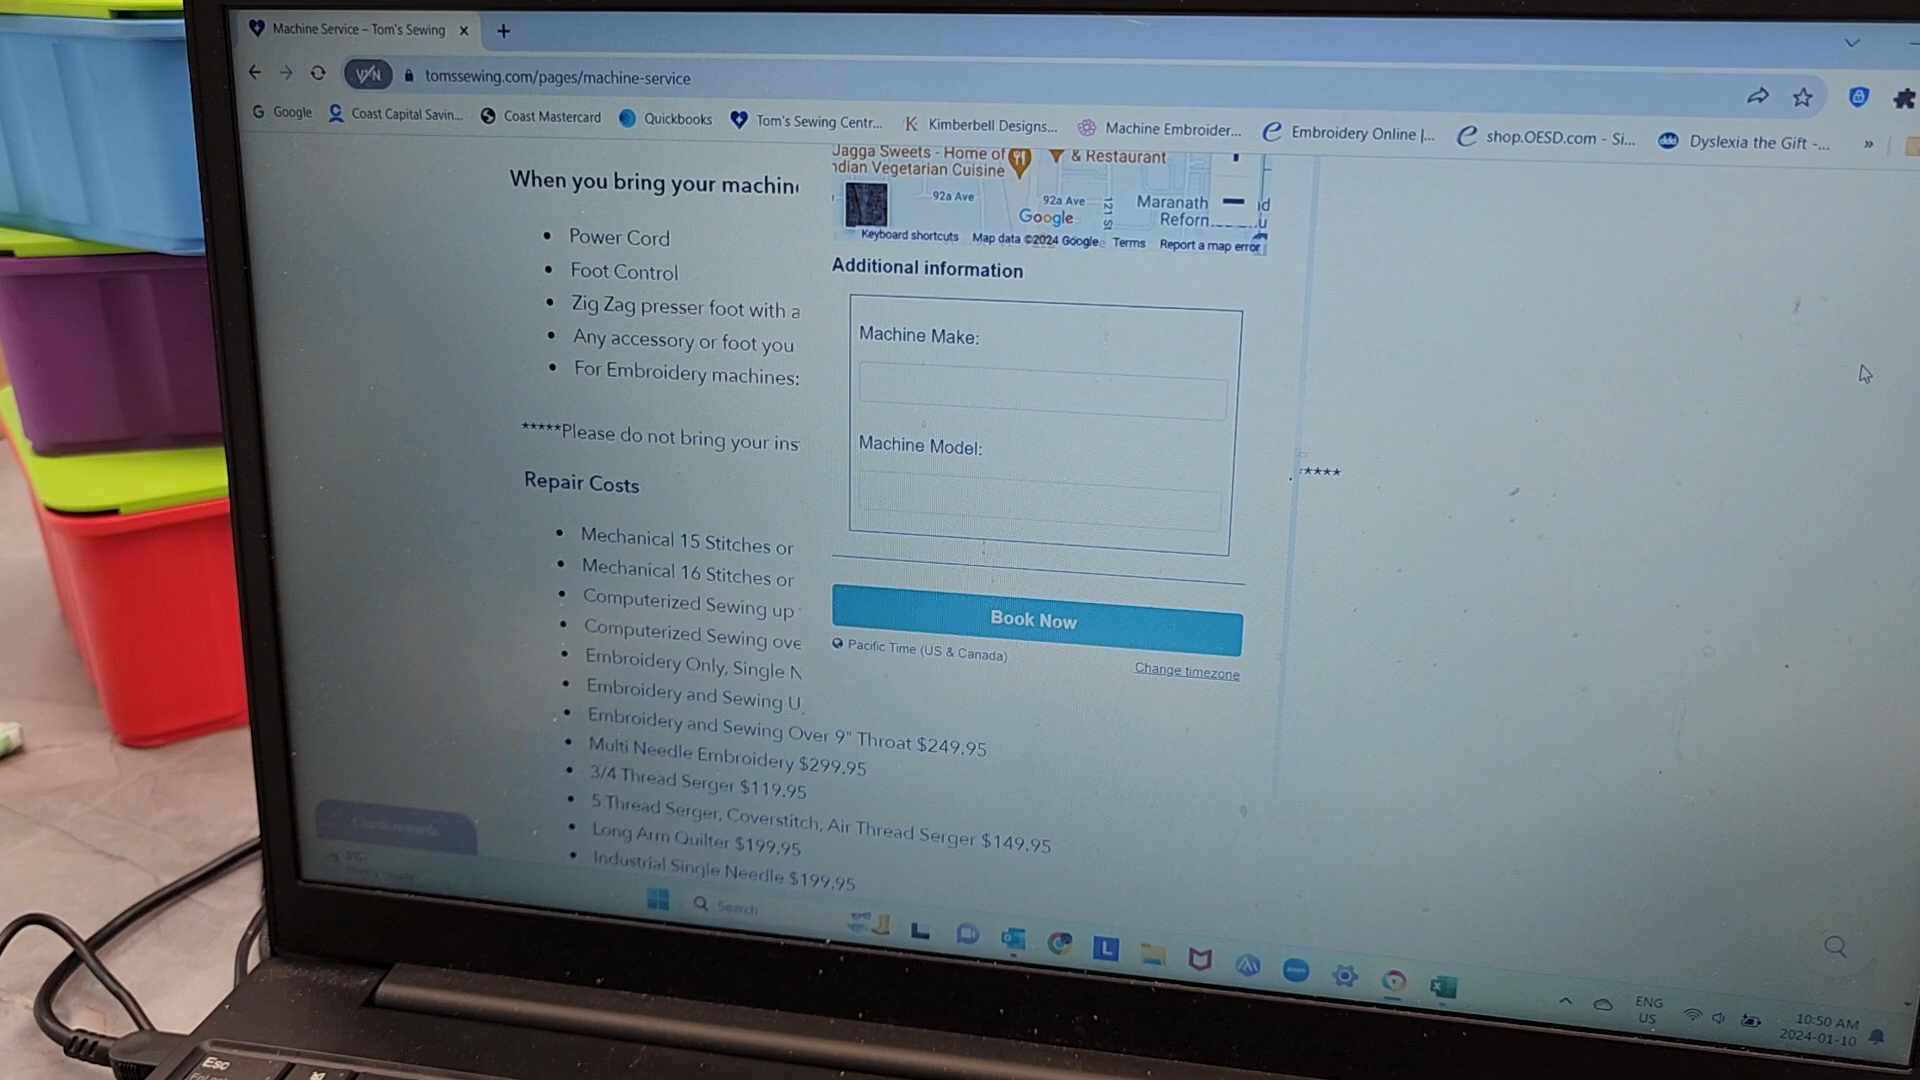 Machine Service – Tom's Sewing
VPN tomssewing.com/pages/machine-service
Google Coast Capital Savin... Coast Mastercard Quickbooks Tom's Sewing Centr... Kimberbell Designs... Machine Embroider... Embroidery Online |... shop.OESD.com - Si... Dyslexia the Gift -... »
Jagga Sweets - Home of
ndian Vegetarian Cuisine
& Restaurant
92a Ave
92a Ave
121 St
Maranath
Reforn
Google
Keyboard shortcuts Map data ©2024 Google Terms Report a map error
When you bring your machin
• Power Cord
• Foot Control
• Zig Zag presser foot with a
• Any accessory or foot you
• For Embroidery machines:
*****Please do not bring your ins
****
Repair Costs
• Mechanical 15 Stitches or
• Mechanical 16 Stitches or
• Computerized Sewing up
• Computerized Sewing ove
• Embroidery Only, Single N
• Embroidery and Sewing U
• Embroidery and Sewing Over 9" Throat $249.95
• Multi Needle Embroidery $299.95
• 3/4 Thread Serger $119.95
• 5 Thread Serger, Coverstitch, Air Thread Serger $149.95
• Long Arm Quilter $199.95
• Industrial Single Needle $199.95
Additional information
Machine Make:
Machine Model:
Book Now
Pacific Time (US & Canada)
Change timezone
5°C
Search
L
zoom
ENG
US
10:50 AM
2024-01-10
Esc